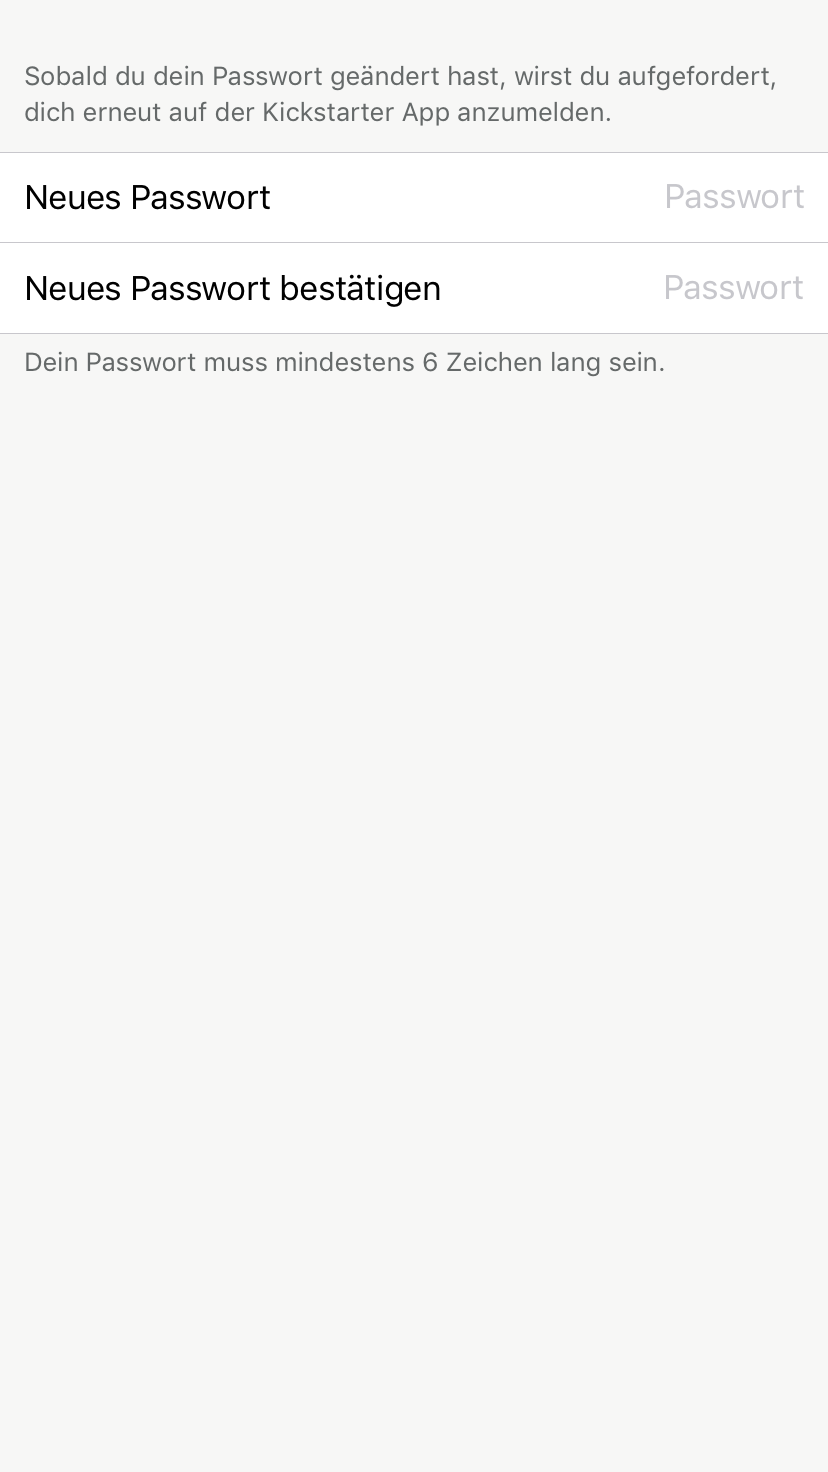 Sobald du dein Passwort geändert hast, wirst du aufgefordert,
dich erneut auf der Kickstarter App anzumelden.
Neues Passwort Passwort
Neues Passwort bestätigen Passwort
Dein Passwort muss mindestens 6 Zeichen lang sein.